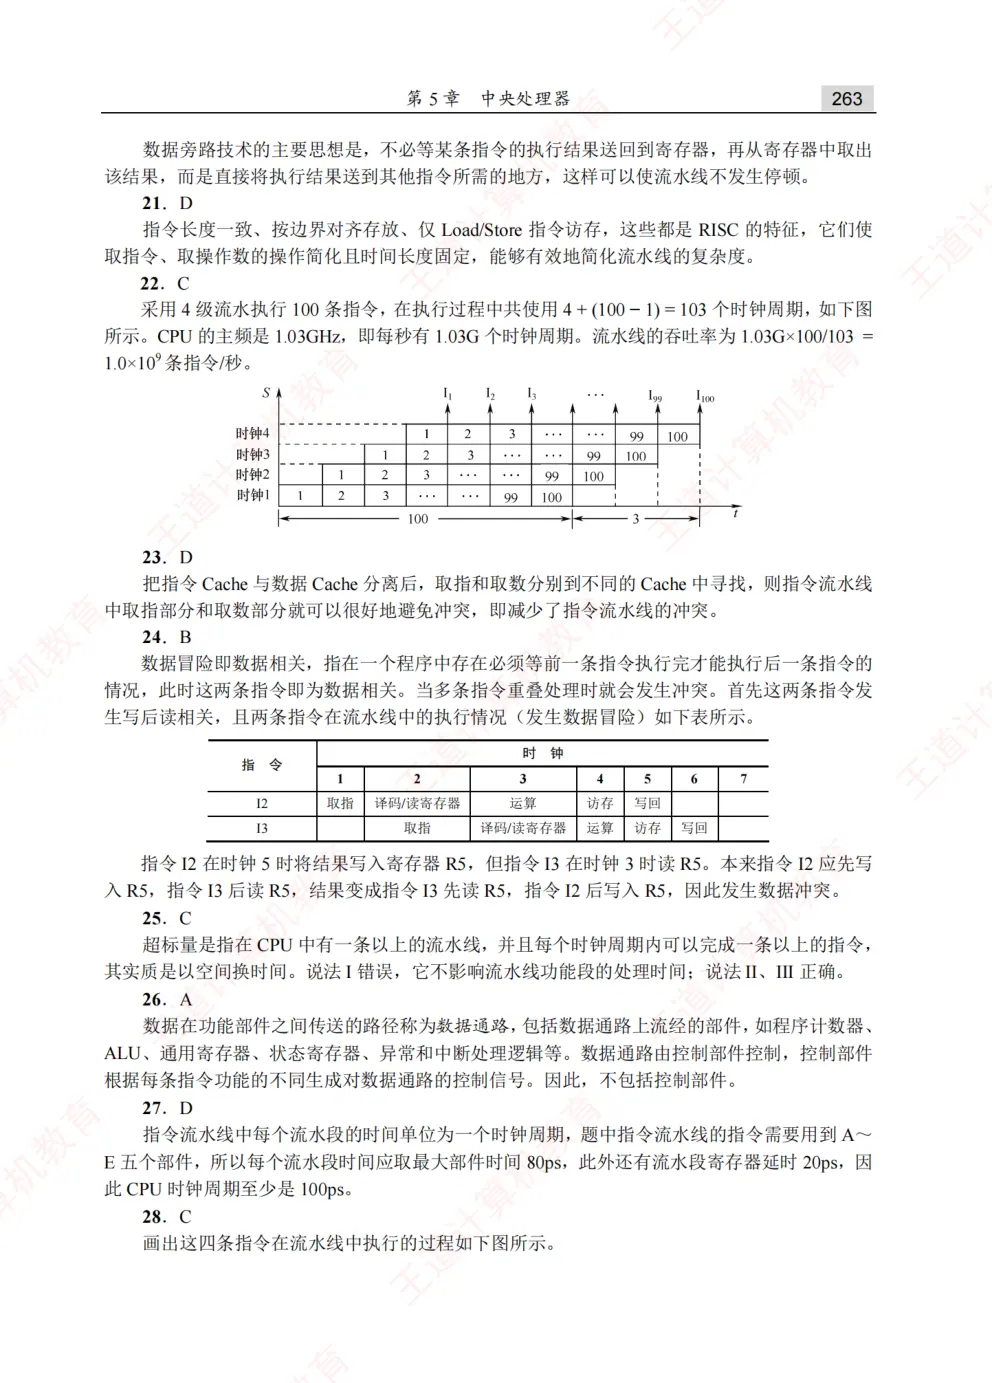 第 5 章 中央处理器 263
数据旁路技术的主要思想是，不必等某条指令的执行结果送回到寄存器，再从寄存器中取出
该结果，而是直接将执行结果送到其他指令所需的地方，这样可以使流水线不发生停顿。
21．D
指令长度一致、按边界对齐存放、仅 Load/Store 指令访存，这些都是 RISC 的特征，它们使
取指令、取操作数的操作简化且时间长度固定，能够有效地简化流水线的复杂度。
22．C
采用 4 级流水执行 100 条指令，在执行过程中共使用 4 + (100 − 1) = 103 个时钟周期，如下图
所示。CPU 的主频是 1.03GHz，即每秒有 1.03G 个时钟周期。流水线的吞吐率为 1.03G×100/103 =
1.0×10⁹ 条指令/秒。
S I₁ I₂ I₃ ··· I₉₉ I₁₀₀
时钟4 1 2 3 ··· ··· 99 100
时钟3 1 2 3 ··· ··· 99 100
时钟2 1 2 3 ··· ··· 99 100
时钟1 1 2 3 ··· ··· 99 100
100 3 t
23．D
把指令 Cache 与数据 Cache 分离后，取指和取数分别到不同的 Cache 中寻找，则指令流水线
中取指部分和取数部分就可以很好地避免冲突，即减少了指令流水线的冲突。
24．B
数据冒险即数据相关，指在一个程序中存在必须等前一条指令执行完才能执行后一条指令的
情况，此时这两条指令即为数据相关。当多条指令重叠处理时就会发生冲突。首先这两条指令发
生写后读相关，且两条指令在流水线中的执行情况（发生数据冒险）如下表所示。
指 令 时 钟
1 2 3 4 5 6 7
I2 取指 译码/读寄存器 运算 访存 写回
I3 取指 译码/读寄存器 运算 访存 写回
指令 I2 在时钟 5 时将结果写入寄存器 R5，但指令 I3 在时钟 3 时读 R5。本来指令 I2 应先写
入 R5，指令 I3 后读 R5，结果变成指令 I3 先读 R5，指令 I2 后写入 R5，因此发生数据冲突。
25．C
超标量是指在 CPU 中有一条以上的流水线，并且每个时钟周期内可以完成一条以上的指令，
其实质是以空间换时间。说法 I 错误，它不影响流水线功能段的处理时间；说法 II、III 正确。
26．A
数据在功能部件之间传送的路径称为数据通路，包括数据通路上流经的部件，如程序计数器、
ALU、通用寄存器、状态寄存器、异常和中断处理逻辑等。数据通路由控制部件控制，控制部件
根据每条指令功能的不同生成对数据通路的控制信号。因此，不包括控制部件。
27．D
指令流水线中每个流水段的时间单位为一个时钟周期，题中指令流水线的指令需要用到 A～
E 五个部件，所以每个流水段时间应取最大部件时间 80ps，此外还有流水段寄存器延时 20ps，因
此 CPU 时钟周期至少是 100ps。
28．C
画出这四条指令在流水线中执行的过程如下图所示。
王道计算机教育